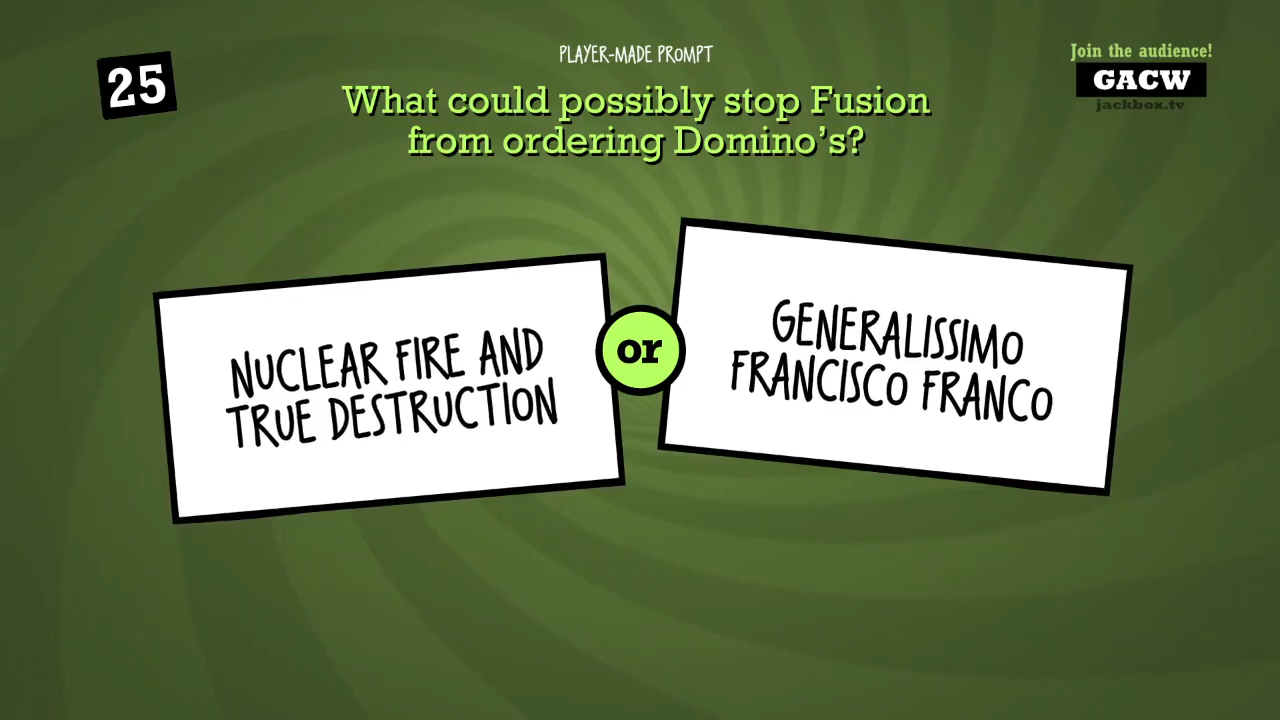 25
PLAYER-MADE PROMPT
What could possibly stop Fusion
from ordering Domino's?
Join the audience!
GACW
jackbox.tv
NUCLEAR FIRE AND
TRUE DESTRUCTION
or
GENERALISSIMO
FRANCISCO FRANCO